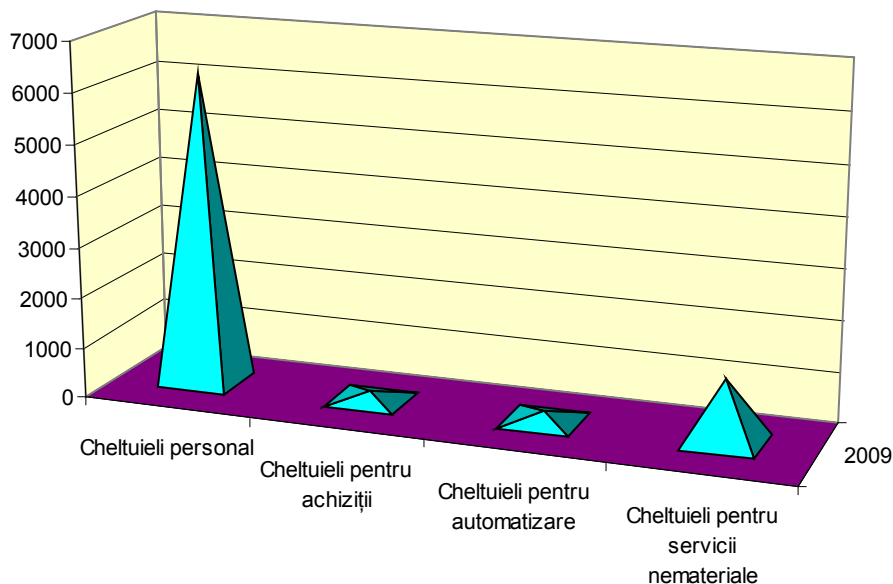 7000
6000
5000
4000
3000
2000
1000
0
Cheltuieli personal
Cheltuieli pentru
achiziții
Cheltuieli pentru
automatizare
Cheltuieli pentru
servicii
nemateriale
2009